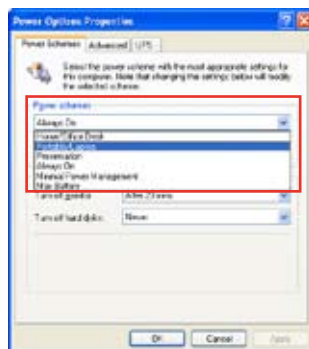 Power Options Properties
Power Schemes Advanced UPS
Select the power scheme with the most appropriate settings for
this computer. Note that changing the settings below will modify
the selected scheme.
Power schemes
Always On
Home/Office Desk
Portable/Laptop
Presentation
Always On
Minimal Power Management
Max Battery
Turn off monitor: After 20 mins
Turn off hard disks: Never
OK Cancel Apply